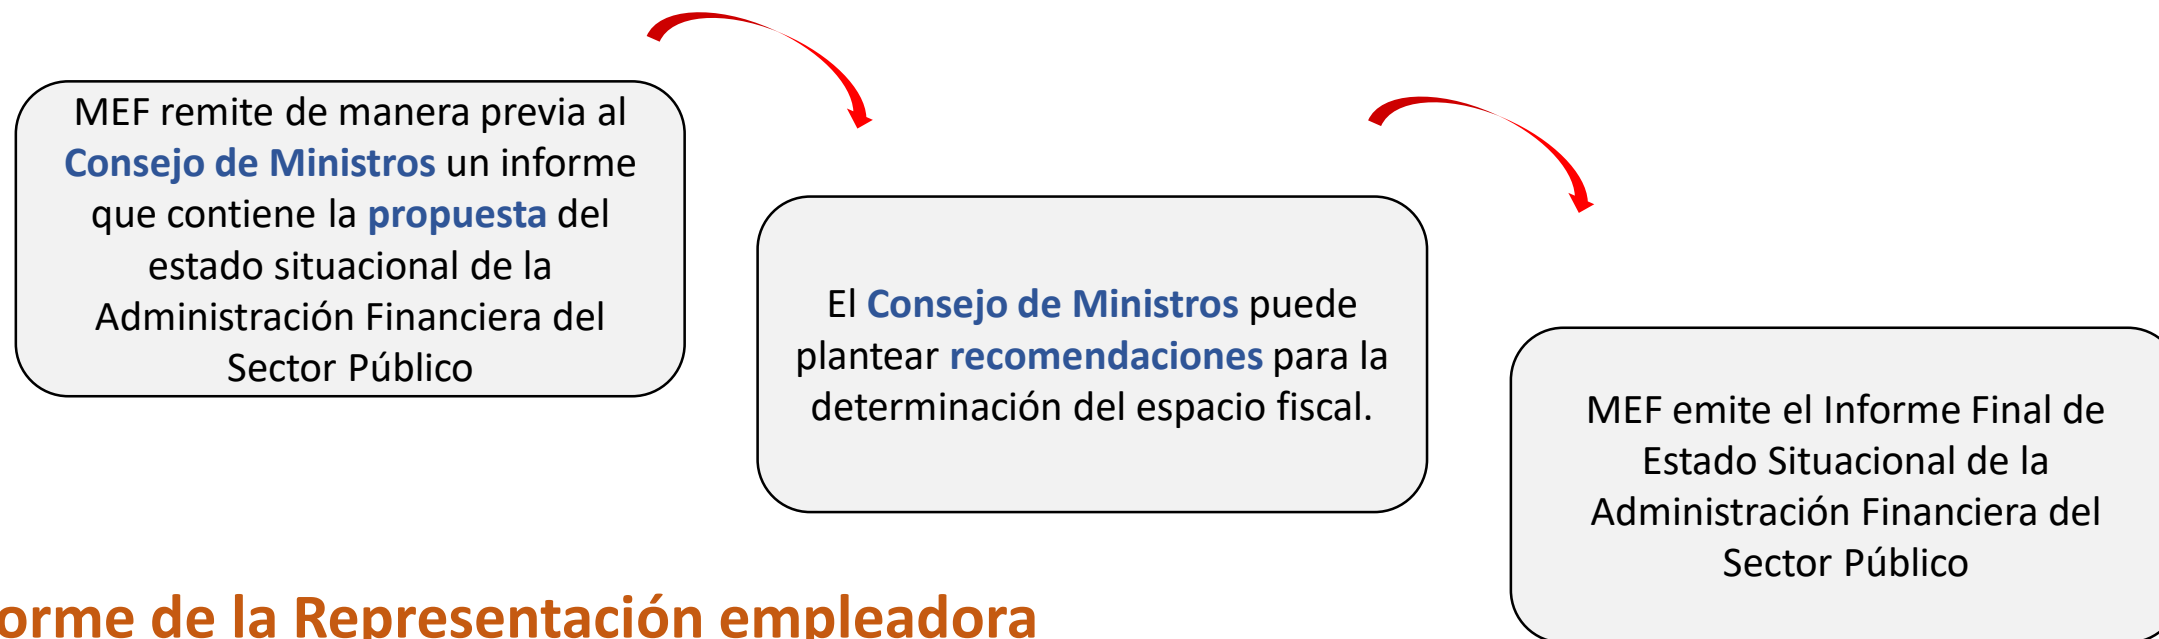 MEF remite de manera previa al
Consejo de Ministros un informe
que contiene la propuesta del
estado situacional de la
Administración Financiera del
Sector Público
El Consejo de Ministros puede
plantear recomendaciones para la
determinación del espacio fiscal.
MEF emite el Informe Final de
Estado Situacional de la
Administración Financiera del
Sector Público
orme de la Representación empleadora